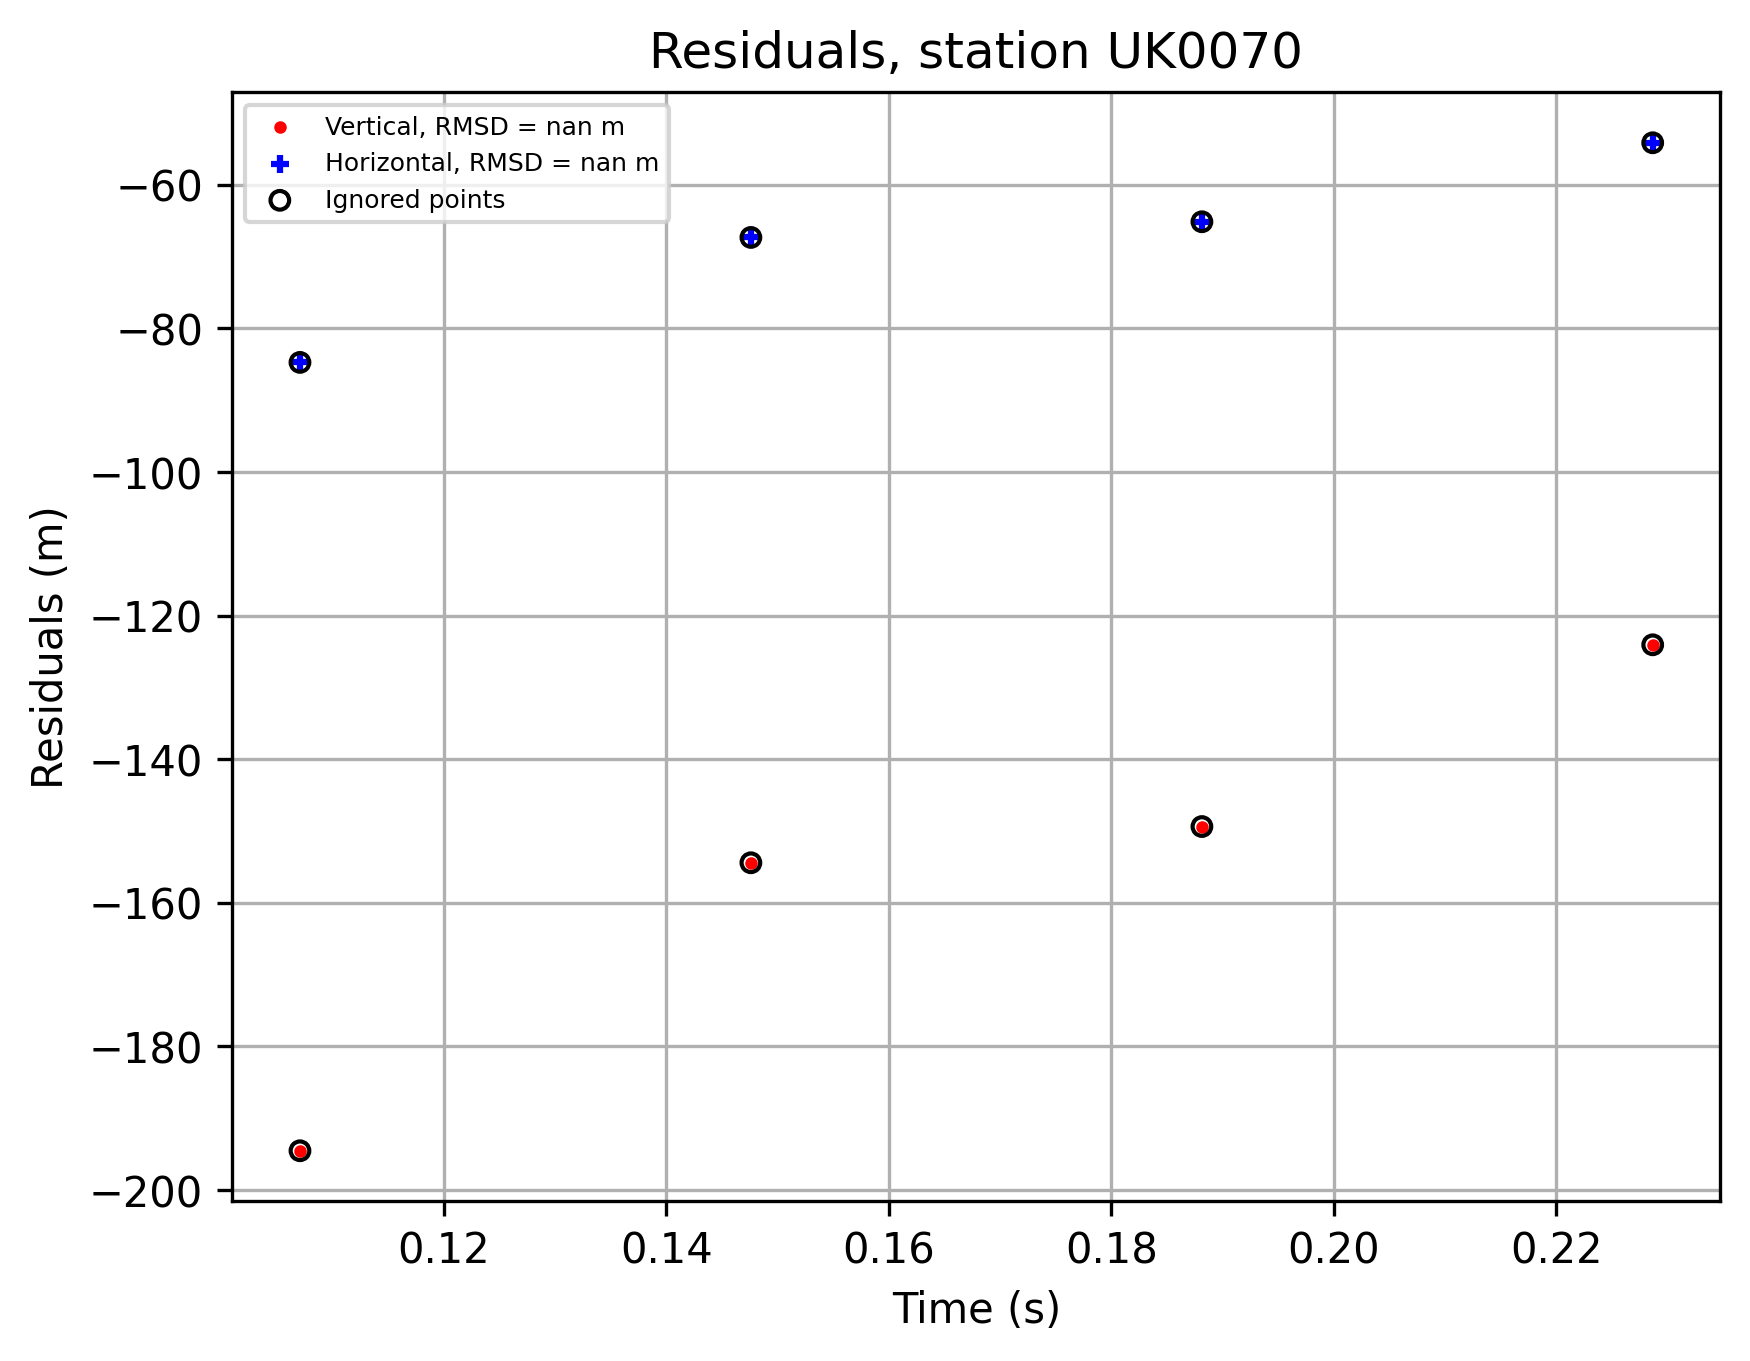 Residuals, station UK0070
Vertical, RMSD = nan m
Horizontal, RMSD = nan m
Ignored points
−60
−80
−100
−120
−140
−160
−180
−200
Residuals (m)
0.12 0.14 0.16 0.18 0.20 0.22
Time (s)